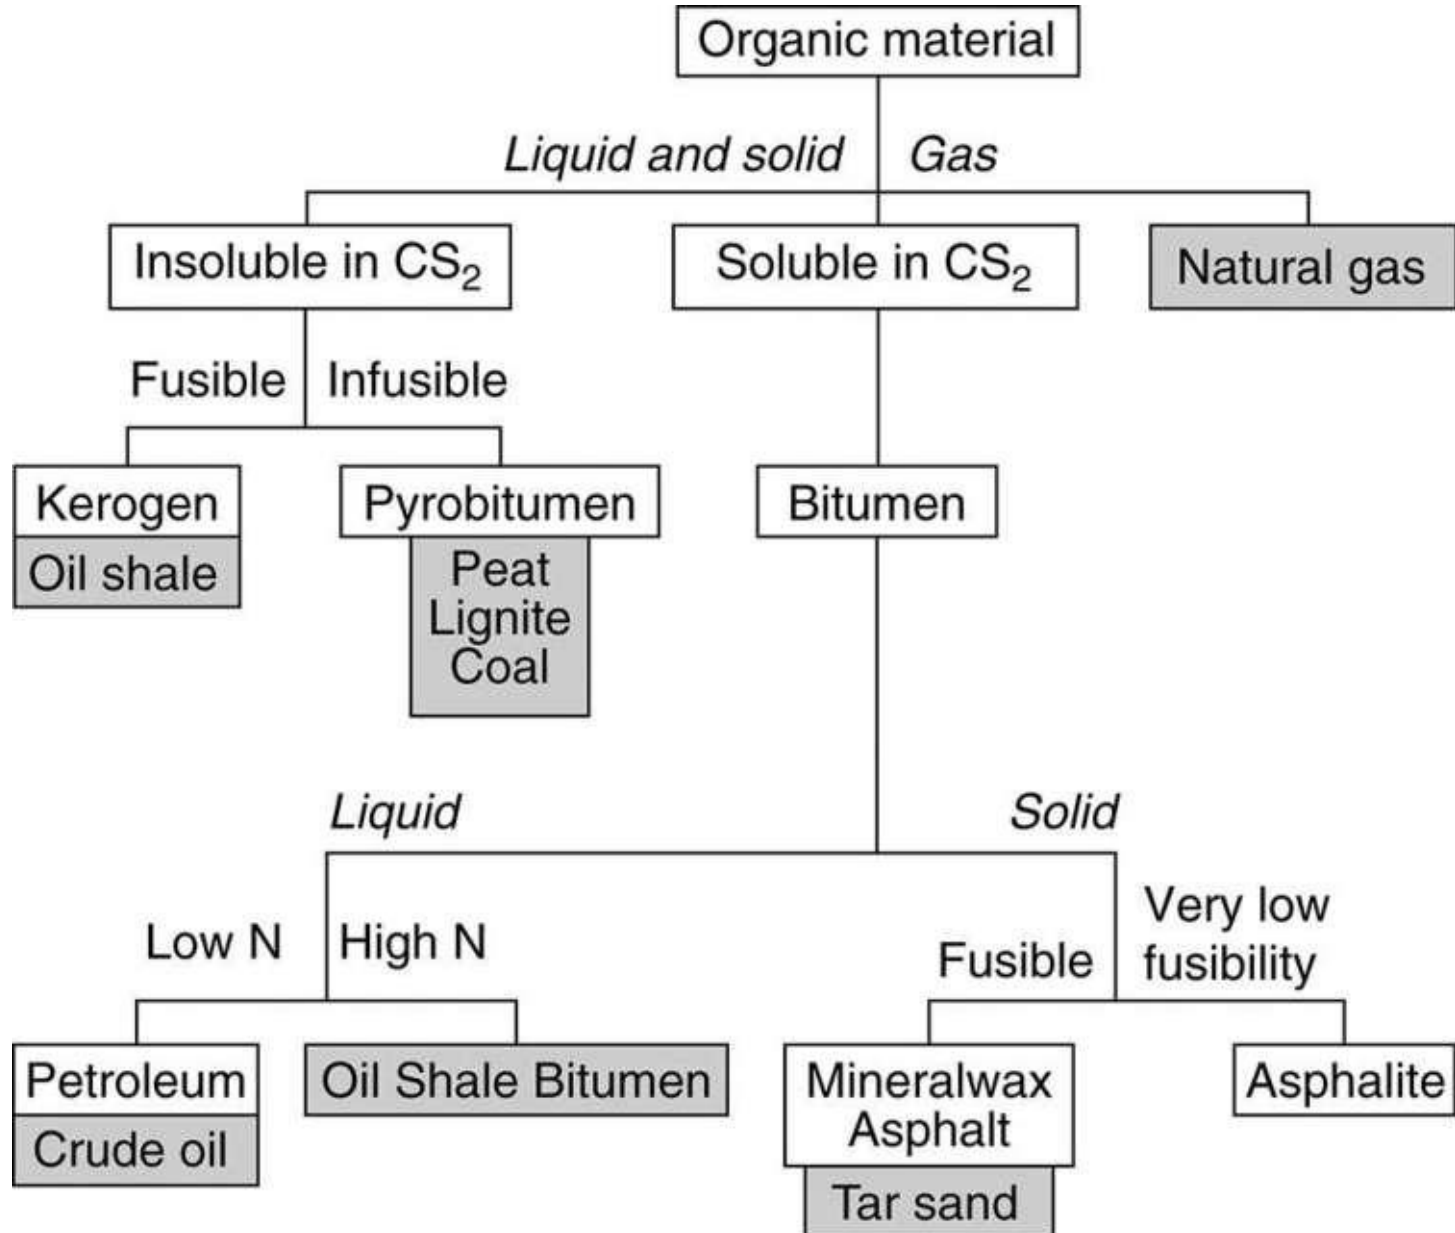 Organic material
Liquid and solid
Gas
Insoluble in CS₂
Soluble in CS₂
Natural gas
Fusible
Infusible
Kerogen
Oil shale
Pyrobitumen
Peat
Lignite
Coal
Bitumen
Liquid
Solid
Low N
High N
Fusible
Very low
fusibility
Petroleum
Crude oil
Oil Shale Bitumen
Mineralwax
Asphalt
Tar sand
Asphalite